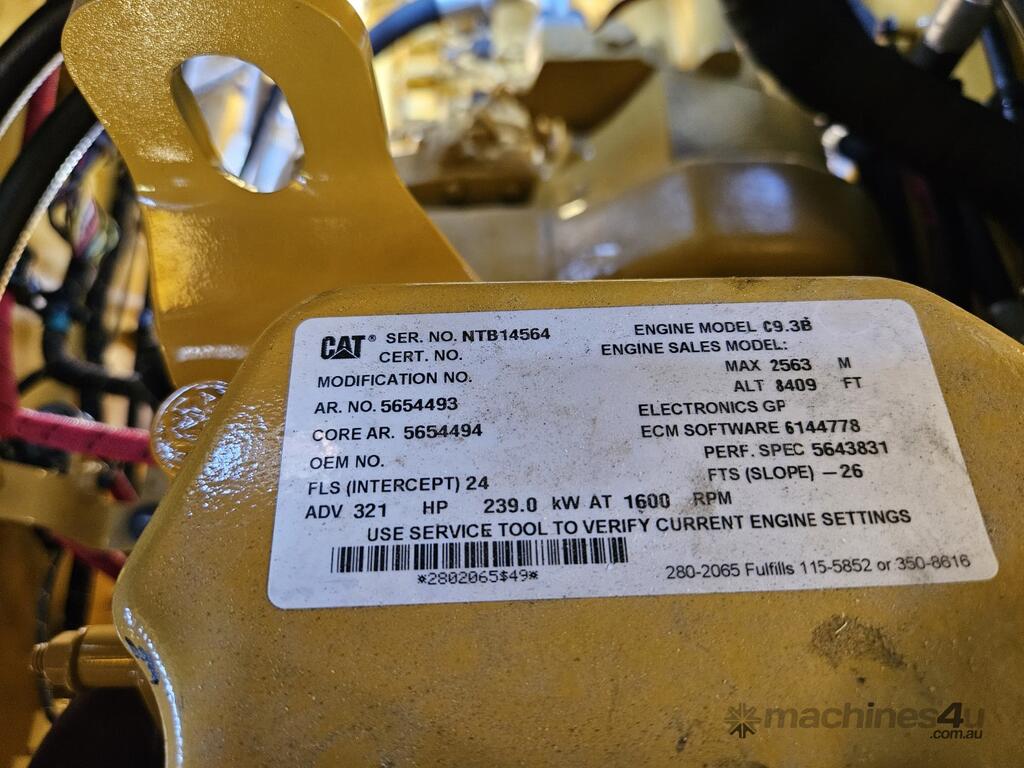 CAT® SER. NO. NTB14564 ENGINE MODEL C9.3B
CERT. NO. ENGINE SALES MODEL:
MODIFICATION NO. MAX 2563 M
ALT 8409 FT
AR. NO. 5654493 ELECTRONICS GP
CORE AR. 5654494 ECM SOFTWARE 6144778
OEM NO. PERF. SPEC 5643831
FLS (INTERCEPT) 24 FTS (SLOPE) -26
ADV 321 HP 239.0 kW AT 1600 RPM
USE SERVICE TOOL TO VERIFY CURRENT ENGINE SETTINGS
*2802065$49* 280-2065 Fulfills 115-5852 or 350-8616
machines4u
.com.au